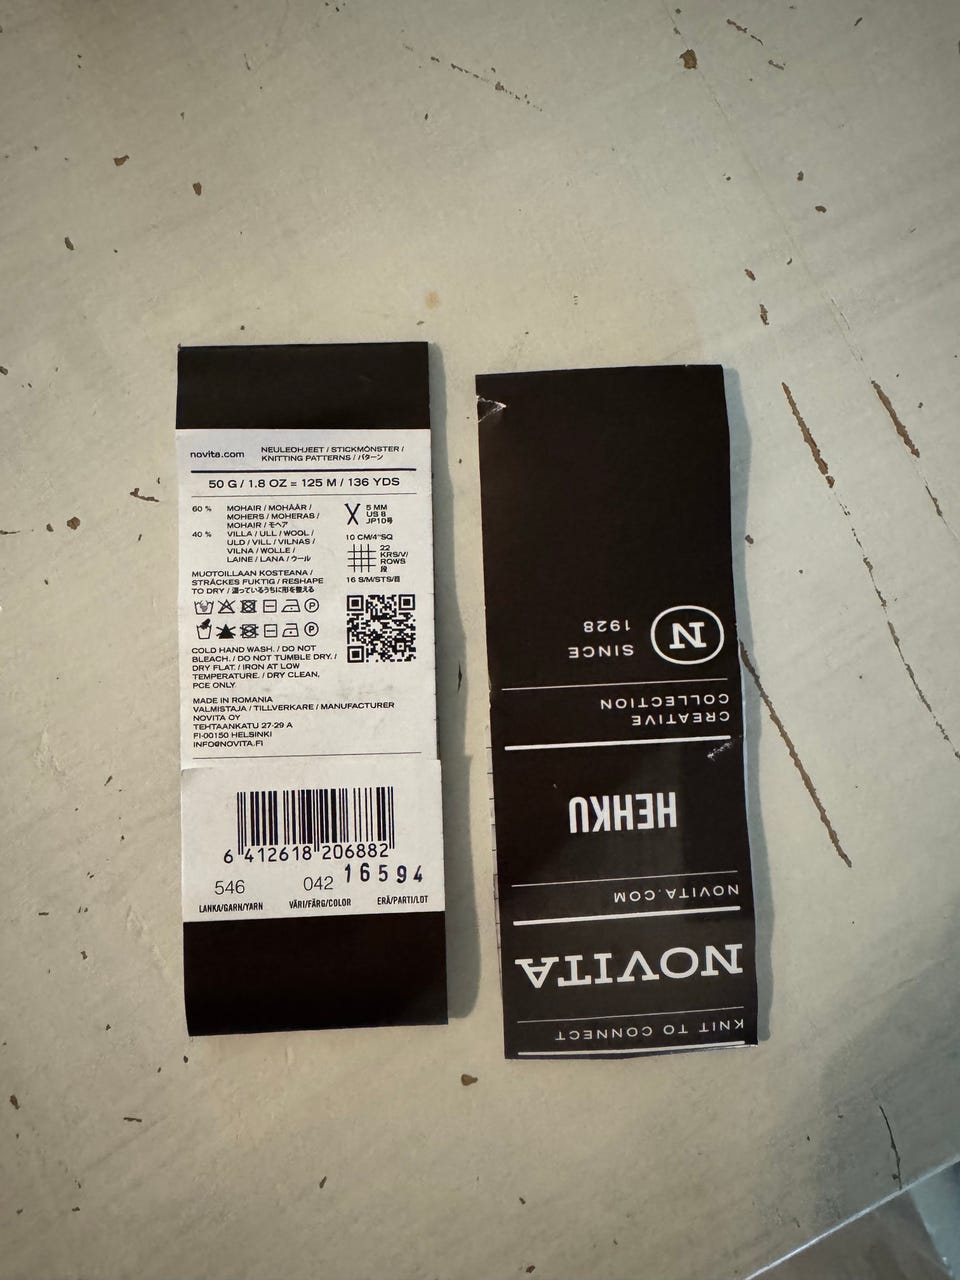 novita.com
NEULEOHJEET / STICKMÖNSTER /
KNITTING PATTERNS / パターン
50 G / 1.8 OZ = 125 M / 136 YDS
60 % MOHAIR / MOHÄÄR /
MOHERS / MOHERAS /
MOHAIR / モヘア
40 % VILLA / ULL / WOOL /
ULD / VILL / VILNAS /
VILNA / WOLLE /
LAINE / LANA / ウール
5 MM
US 8
JP10号
10 CM/4"SQ
22
KRS/V/
ROWS
段
16 S/M/STS/目
MUOTOILLAAN KOSTEANA /
STRÄCKES FUKTIG / RESHAPE
TO DRY / 湿っているうちに形を整える
P
P
COLD HAND WASH. / DO NOT
BLEACH. / DO NOT TUMBLE DRY. /
DRY FLAT. / IRON AT LOW
TEMPERATURE. / DRY CLEAN,
PCE ONLY
MADE IN ROMANIA
VALMISTAJA / TILLVERKARE / MANUFACTURER
NOVITA OY
TEHTAANKATU 27-29 A
FI-00150 HELSINKI
INFO@NOVITA.FI
6 412618 206882
546 042 16594
LANKA/GARN/YARN VÄRI/FÄRG/COLOR ERÄ/PARTI/LOT
KNIT TO CONNECT
NOVITA
NOVITA.COM
HEHKU
CREATIVE
COLLECTION
N
SINCE
1928